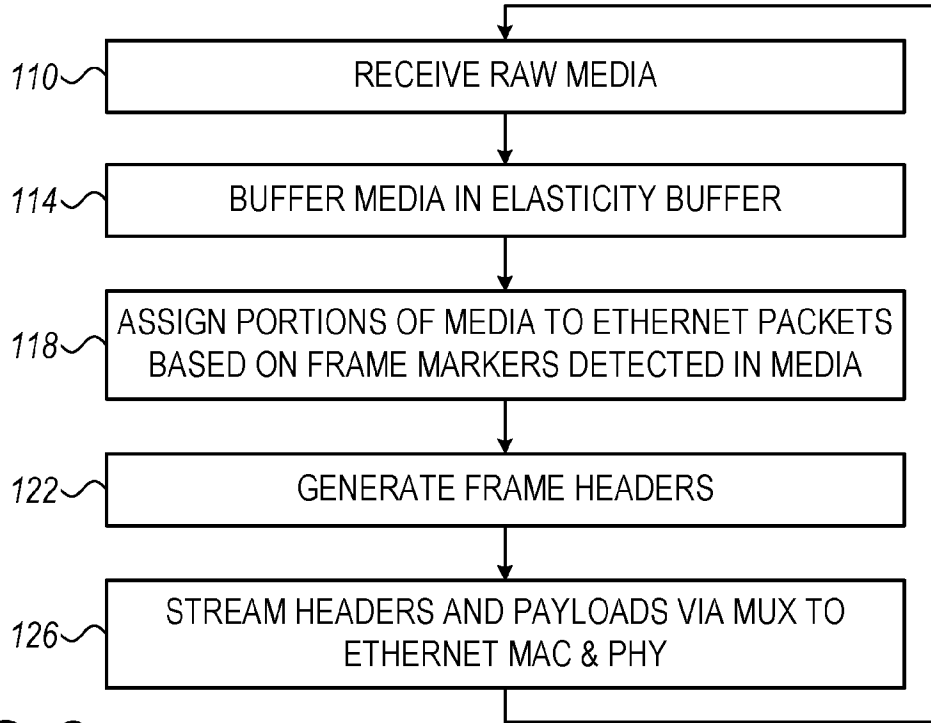 110
RECEIVE RAW MEDIA
114
BUFFER MEDIA IN ELASTICITY BUFFER
118
ASSIGN PORTIONS OF MEDIA TO ETHERNET PACKETS
BASED ON FRAME MARKERS DETECTED IN MEDIA
122
GENERATE FRAME HEADERS
126
STREAM HEADERS AND PAYLOADS VIA MUX TO
ETHERNET MAC & PHY